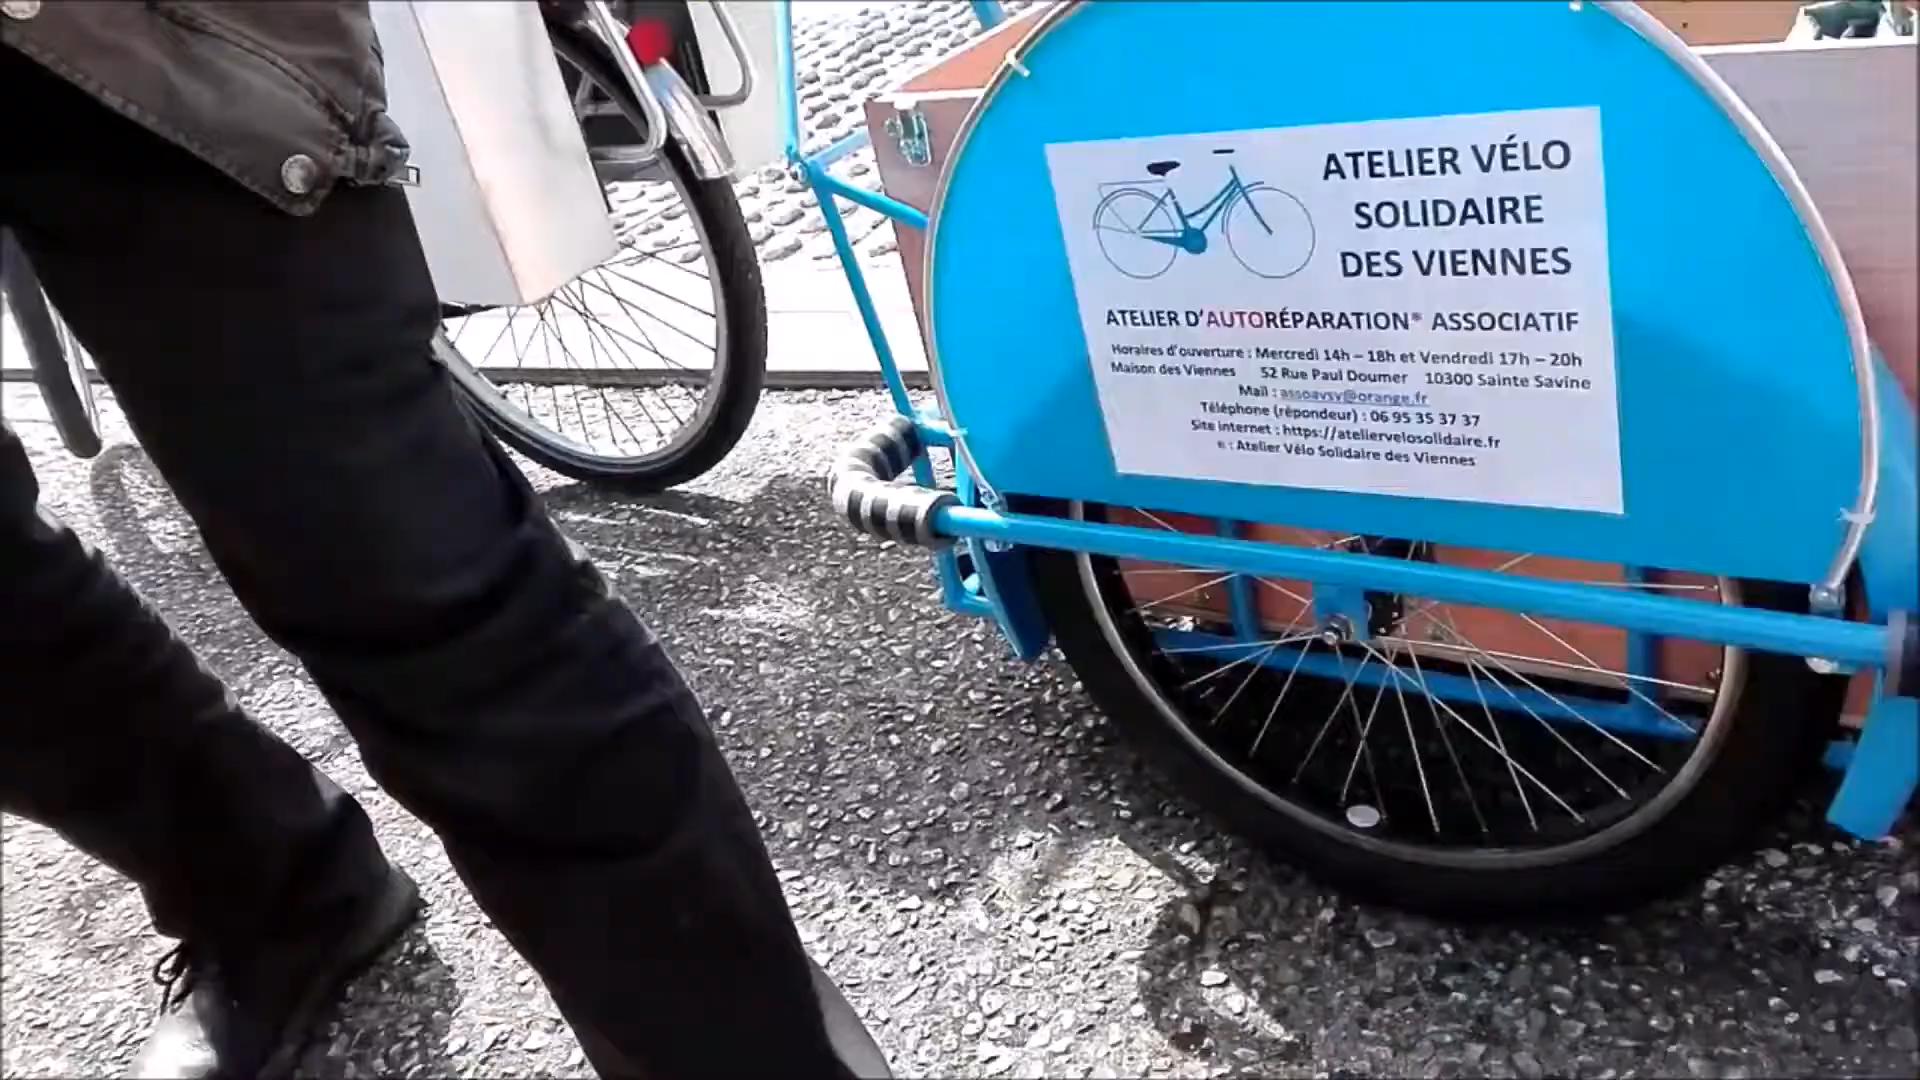 ATELIER VÉLO
SOLIDAIRE
DES VIENNES
ATELIER D'AUTORÉPARATION* ASSOCIATIF
Horaires d'ouverture : Mercredi 14h – 18h et Vendredi 17h – 20h
Maison des Viennes 52 Rue Paul Doumer 10300 Sainte Savine
Mail : assoavsv@orange.fr
Téléphone (répondeur) : 06 95 35 37 37
Site internet : https://ateliervelosolidaire.fr
: Atelier Vélo Solidaire des Viennes